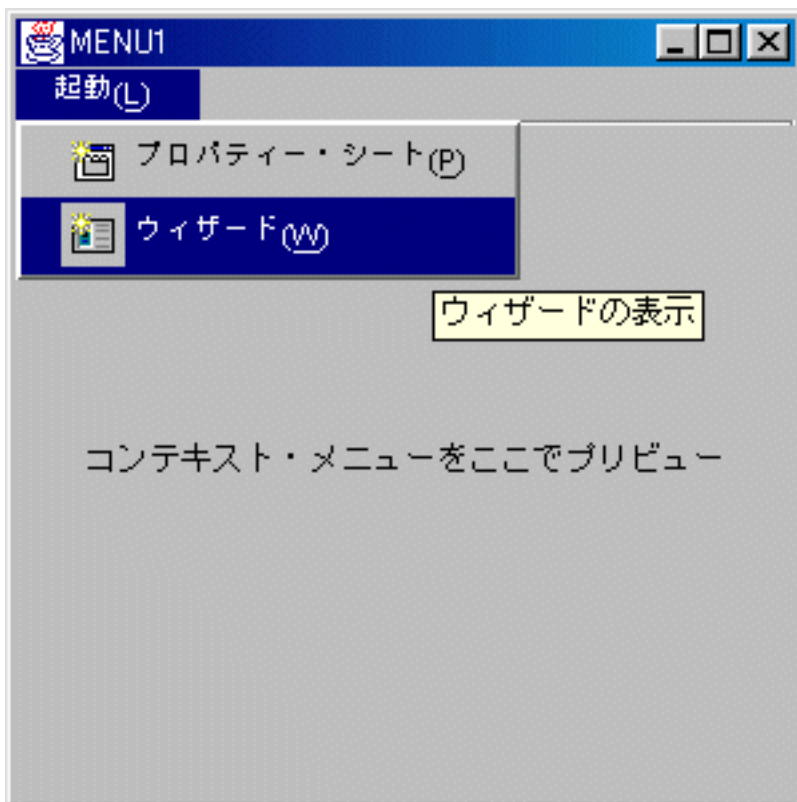 MENU1
起動(L)
プロパティー・シート(P)
ウィザード(W)
ウィザードの表示
コンテキスト・メニューをここでプリビュー